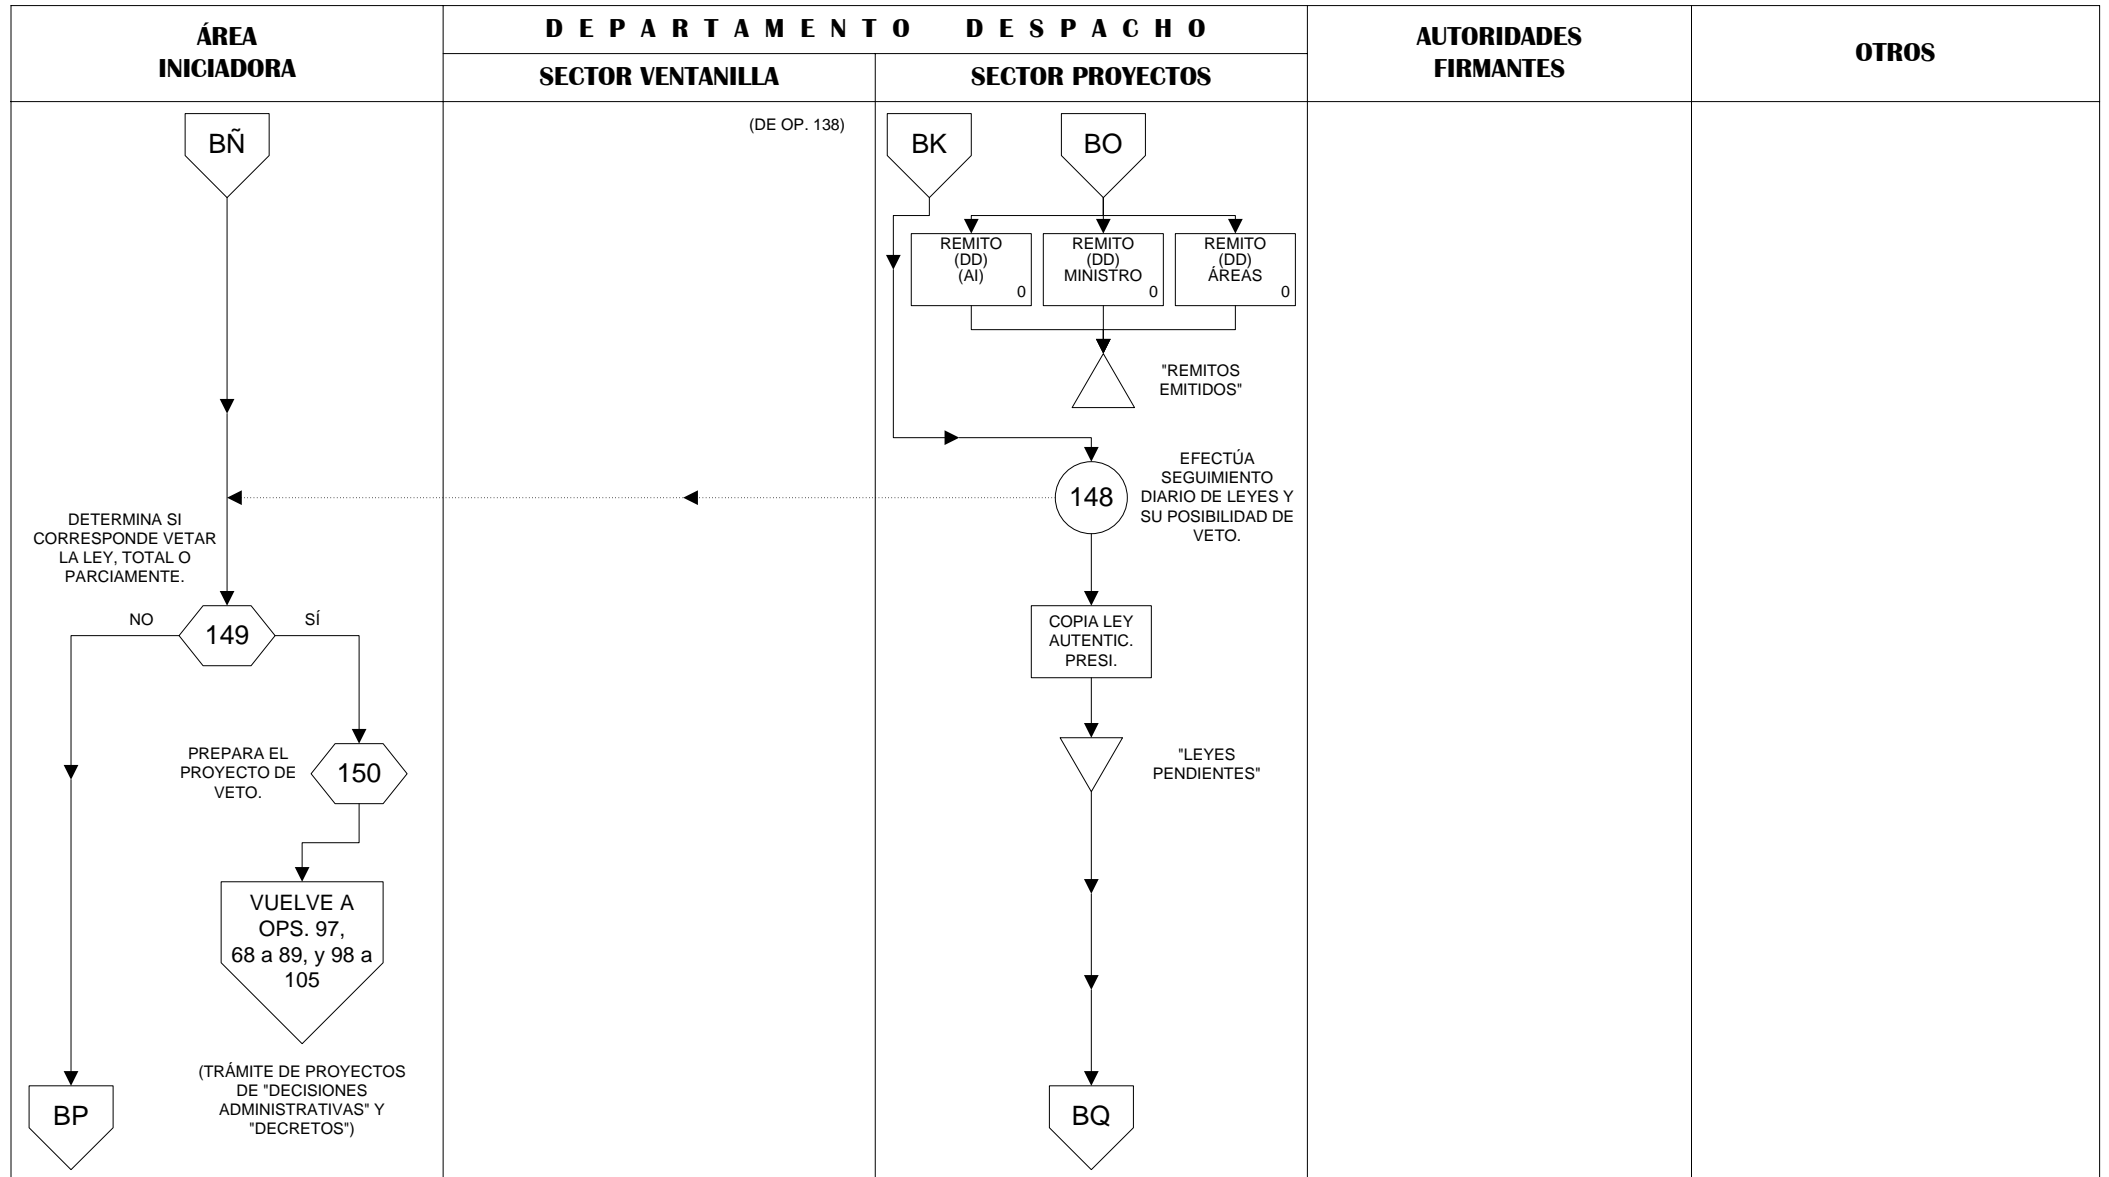 ÁREA
INICIADORA
DEPARTAMENTO DESPACHO
SECTOR VENTANILLA
SECTOR PROYECTOS
AUTORIDADES
FIRMANTES
OTROS
BÑ
(DE OP. 138)
BK
BO
REMITO
(DD)
(AI)
0
REMITO
(DD)
MINISTRO
0
REMITO
(DD)
ÁREAS
0
"REMITOS
EMITIDOS"
148
EFECTÚA
SEGUIMIENTO
DIARIO DE LEYES Y
SU POSIBILIDAD DE
VETO.
DETERMINA SI
CORRESPONDE VETAR
LA LEY, TOTAL O
PARCIAMENTE.
NO
149
SÍ
COPIA LEY
AUTENTIC.
PRESI.
PREPARA EL
PROYECTO DE
VETO.
150
"LEYES
PENDIENTES"
VUELVE A
OPS. 97,
68 a 89, y 98 a
105
(TRÁMITE DE PROYECTOS
DE "DECISIONES
ADMINISTRATIVAS" Y
"DECRETOS")
BP
BQ